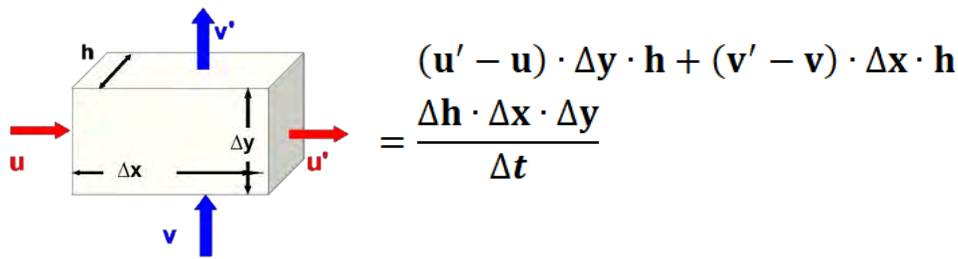 v'
h
(u′ − u) · Δy · h + (v′ − v) · Δx · h
= Δh · Δx · Δy / Δt
Δy
u
Δx
u'
v